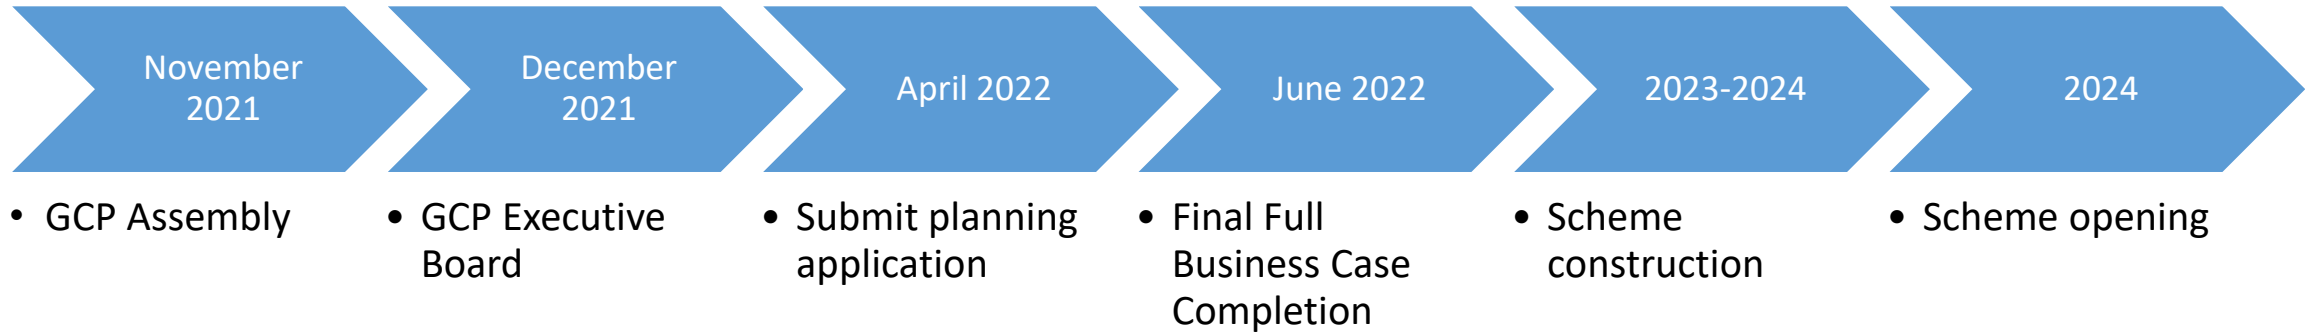 November
2021
December
2021
April 2022
June 2022
2023-2024
2024
• GCP Assembly
• GCP Executive
Board
• Submit planning
application
• Final Full
Business Case
Completion
• Scheme
construction
• Scheme opening